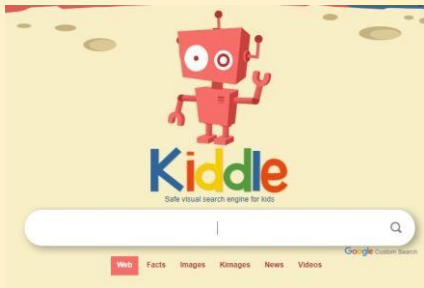 Kiddle
Safe visual search engine for kids
Google Custom Search
Web Facts Images Kimages News Videos